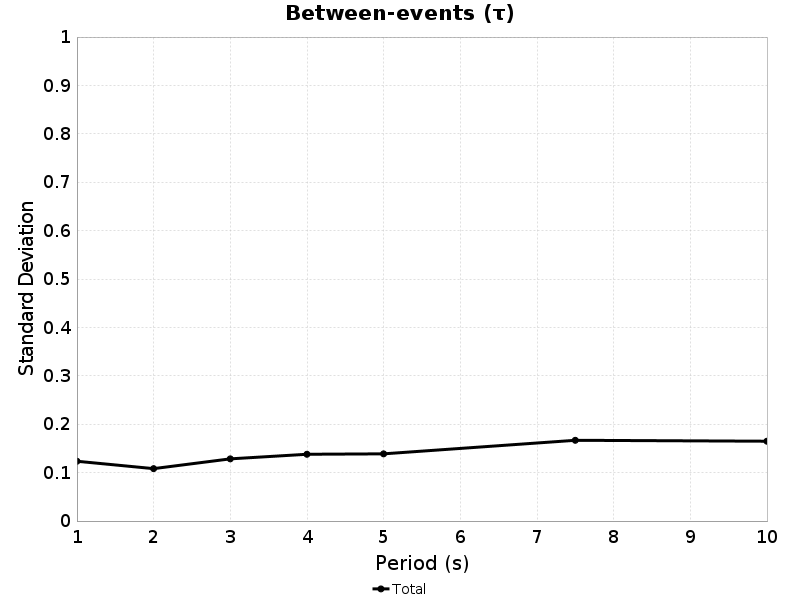 Between-events (τ)
1
0.9
0.8
0.7
0.6
0.5
0.4
0.3
0.2
0.1
0
Standard Deviation
1 2 3 4 5 6 7 8 9 10
Period (s)
Total